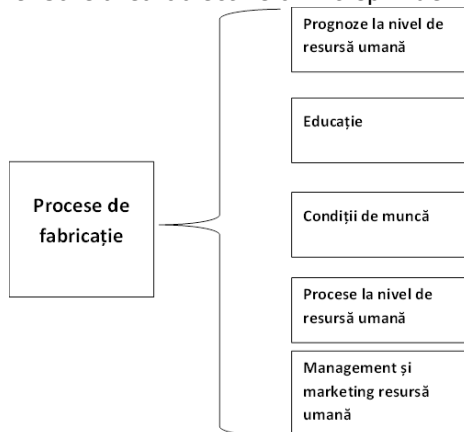 Prognoze la nivel de
resursă umană
Educație
Procese de
fabricație
Condiții de muncă
Procese la nivel de
resursă umană
Management și
marketing resursă
umană